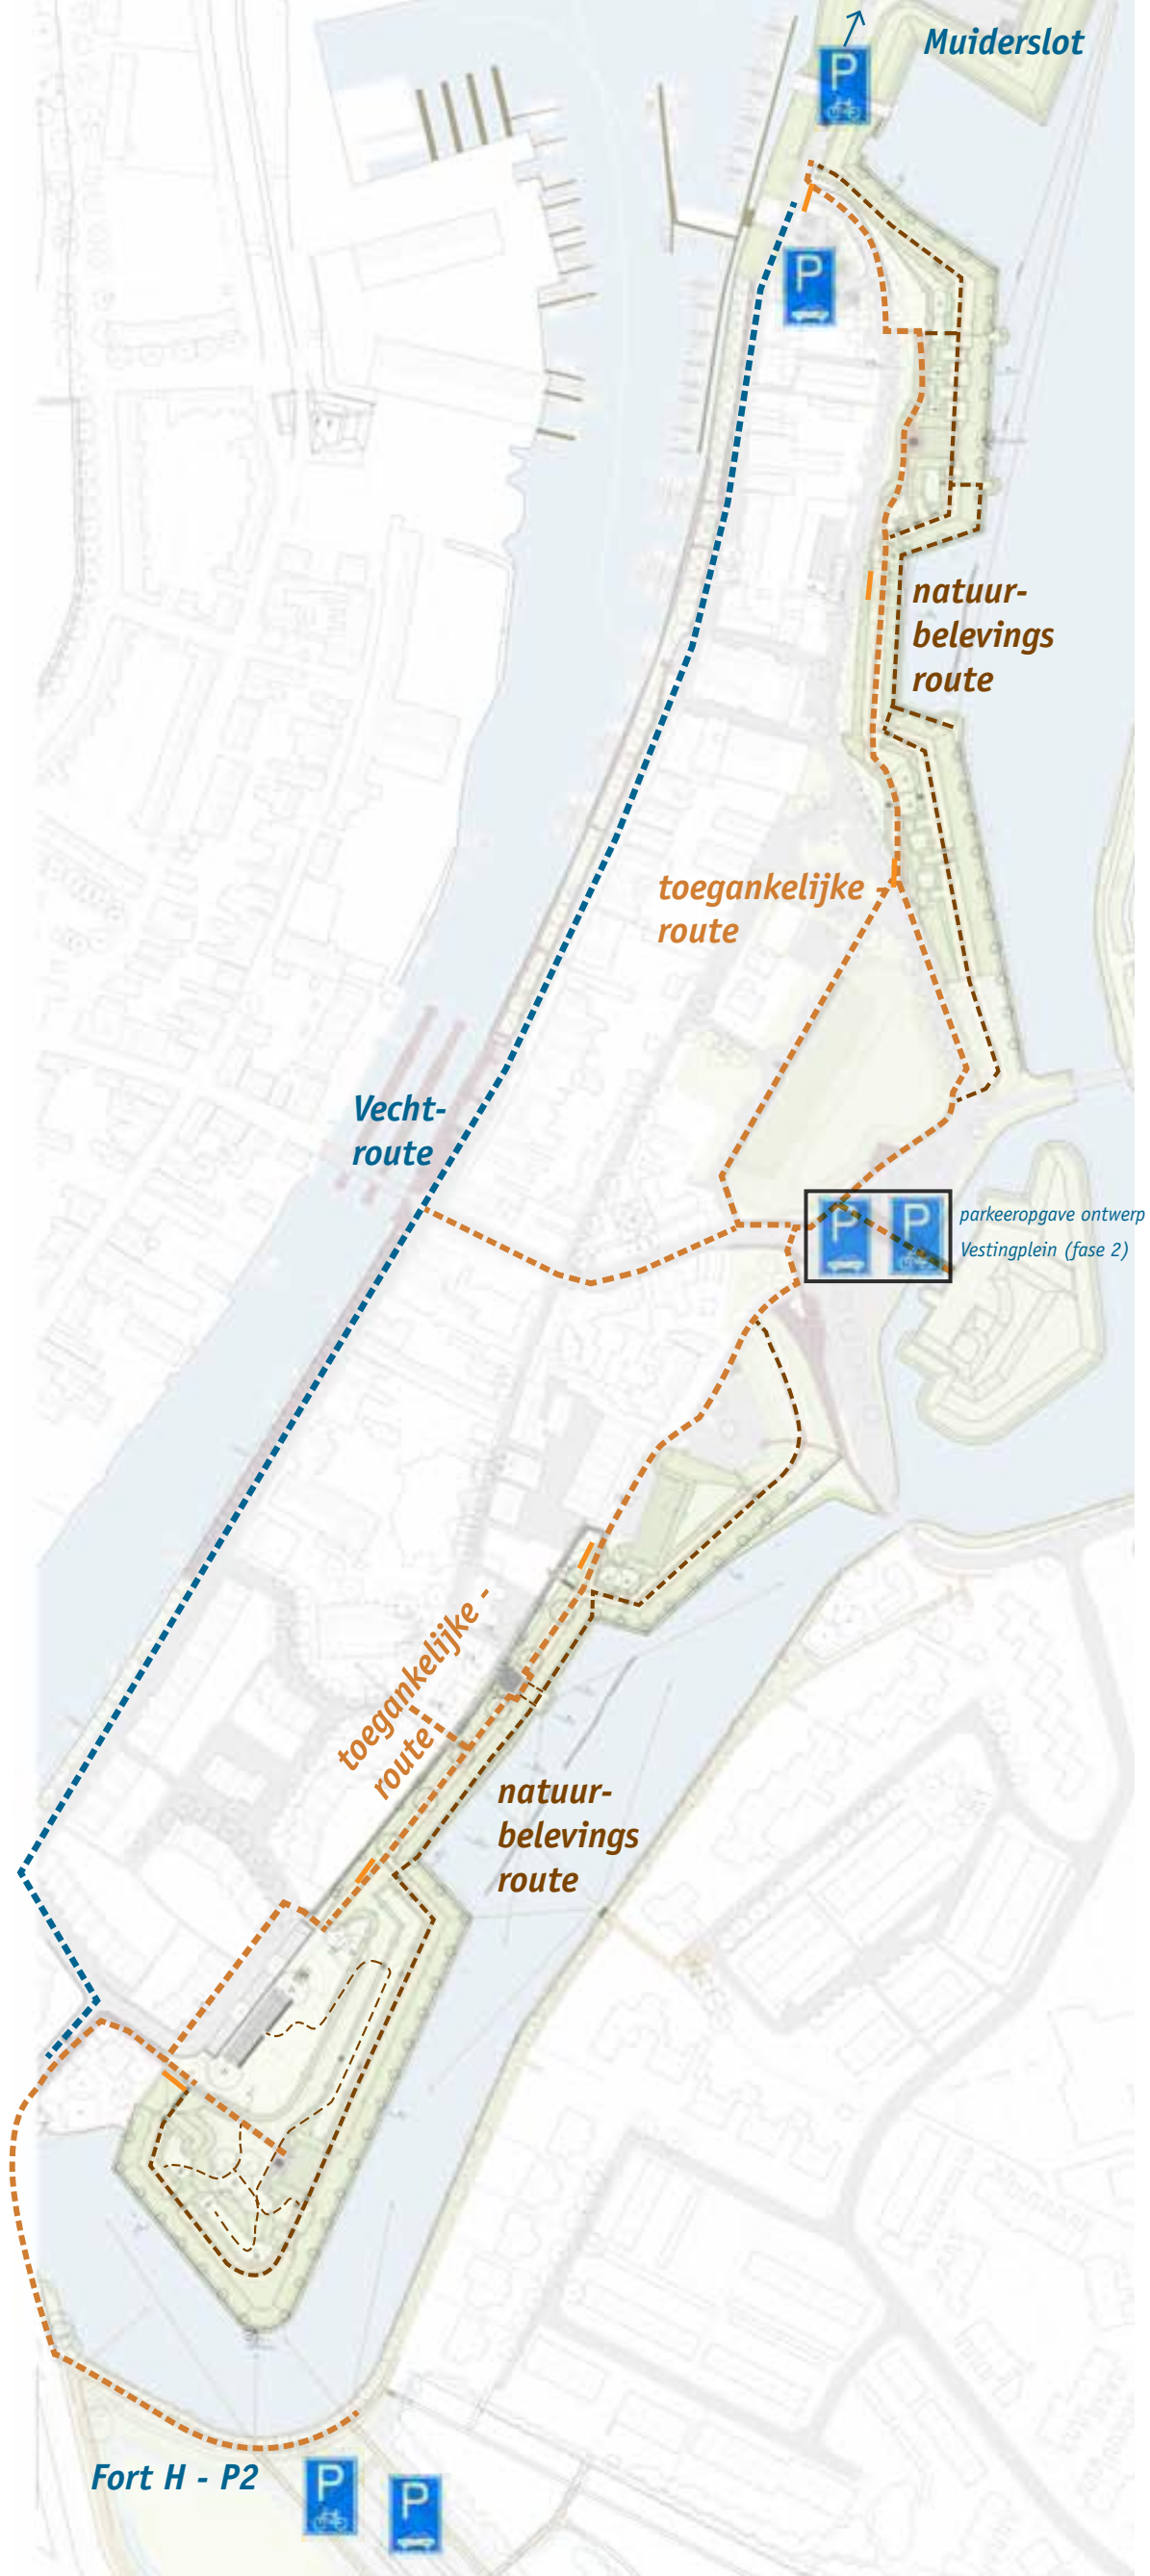 Muiderslot
P
P
natuur-
belevings
route
toegankelijke -
route
Vecht-
route
P
P
parkeeropgave ontwerp
Vestingplein (fase 2)
toegankelijke -
route
natuur-
belevings
route
Fort H - P2
P
P